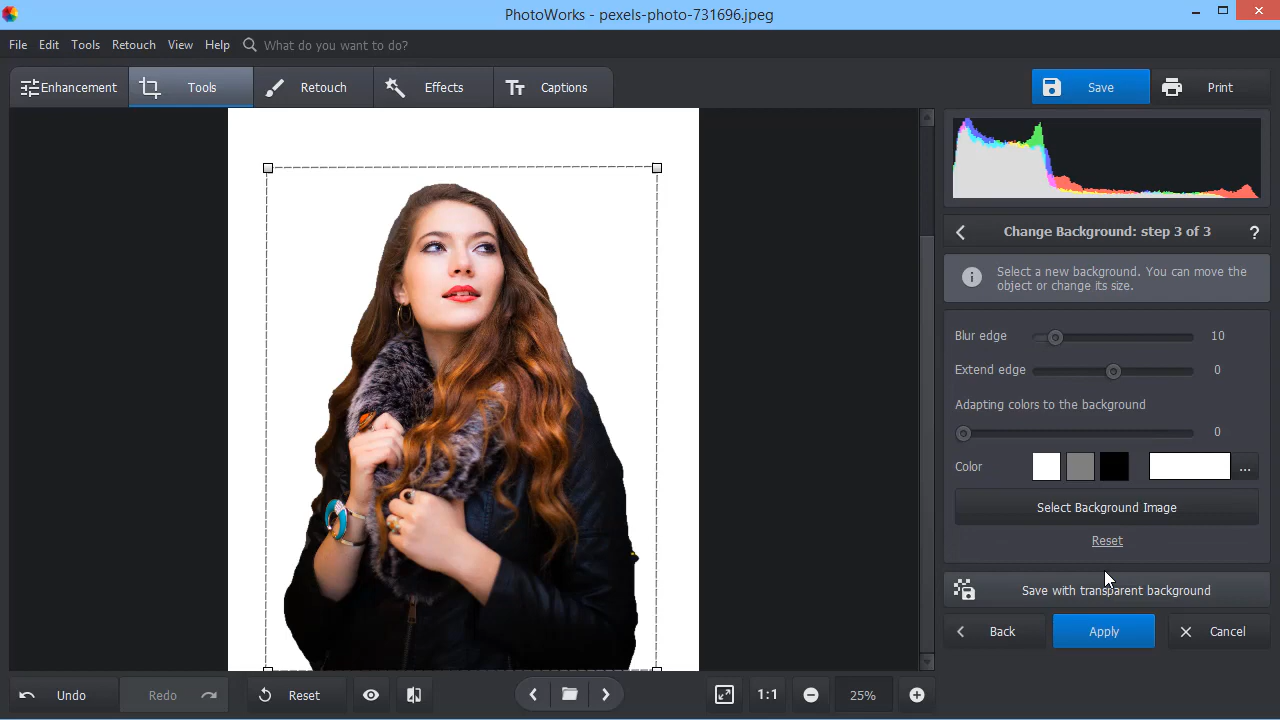 PhotoWorks - pexels-photo-731696.jpeg
File Edit Tools Retouch View Help What do you want to do?
Enhancement Tools Retouch Effects Captions Save Print
Change Background: step 3 of 3 ?
Select a new background. You can move the
object or change its size.
Blur edge 10
Extend edge 0
Adapting colors to the background
0
Color ...
Select Background Image
Reset
Save with transparent background
Back Apply Cancel
Undo Redo Reset 1:1 25%